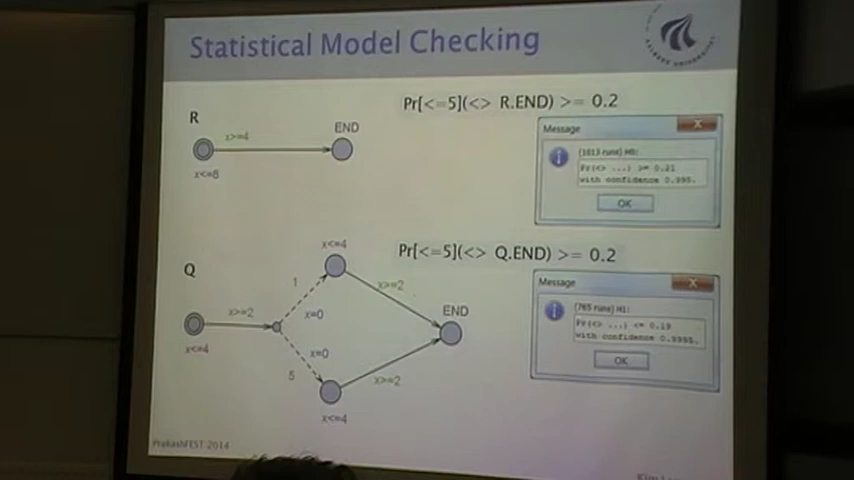 Statistical Model Checking
Pr[<=5](<> R.END) >= 0.2
R
x>=4
END
x<=8
Message
(1013 runs) H0:
Pr(<> ...) >= 0.21
with confidence 0.995.
OK
Pr[<=5](<> Q.END) >= 0.2
Q
x<=4
1
x>=2
x>=2
x=0
END
x<=4
x=0
5
x>=2
x<=4
Message
(765 runs) H1:
Pr(<> ...) <= 0.19
with confidence 0.9995.
OK
PrakashFEST 2014